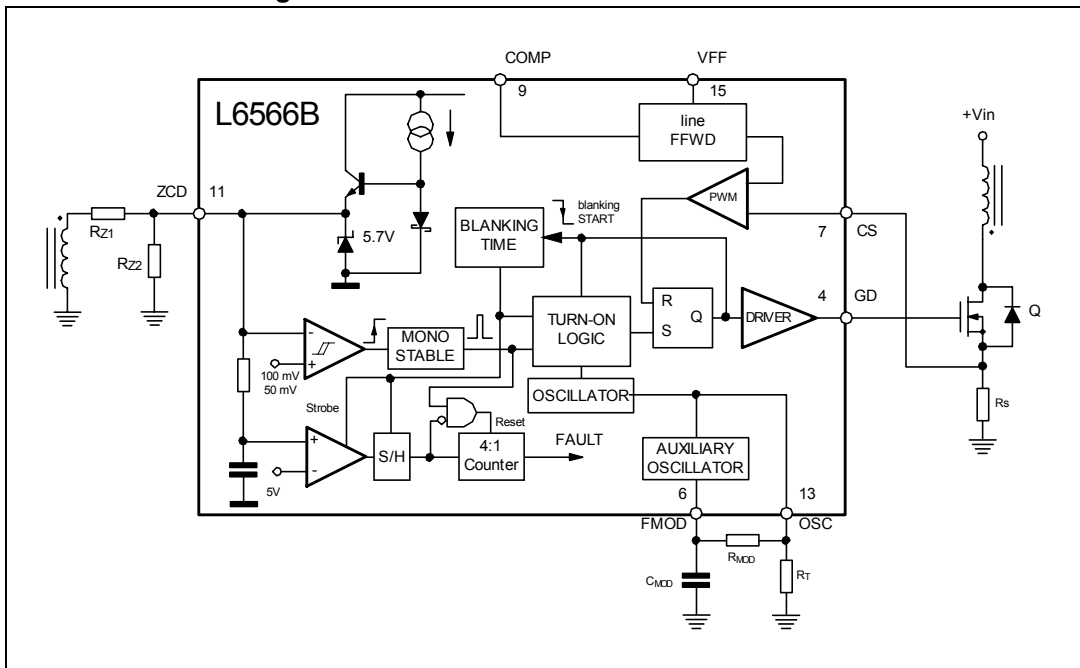 COMP
VFF
9
15
L6566B
line
FFWD
+Vin
ZCD
11
PWM
RZ1
RZ2
5.7V
BLANKING
TIME
blanking
START
7
CS
4
GD
R
S
Q
DRIVER
Q
TURN-ON
LOGIC
MONO
STABLE
-
+
100 mV
50 mV
OSCILLATOR
Strobe
Reset
RS
+
-
5V
S/H
4:1
Counter
FAULT
AUXILIARY
OSCILLATOR
6
13
FMOD
OSC
RMOD
CMOD
RT